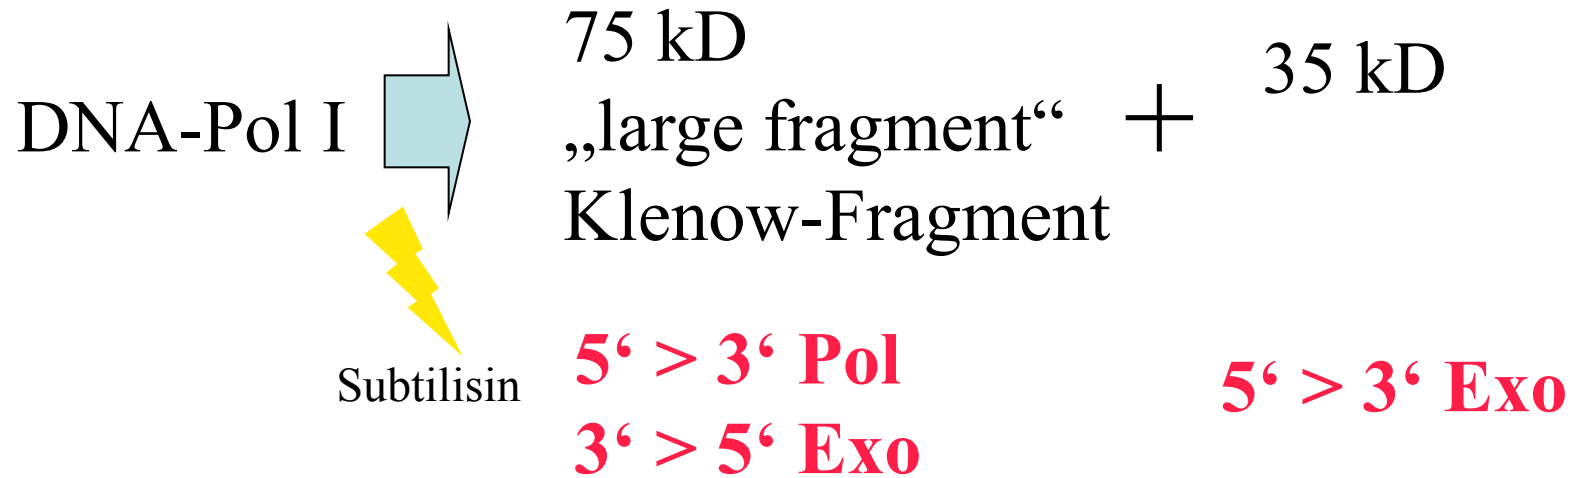 DNA-Pol I
75 kD
„large fragment“
Klenow-Fragment
+
35 kD
Subtilisin
5‘ > 3‘ Pol
3‘ > 5‘ Exo
5‘ > 3‘ Exo